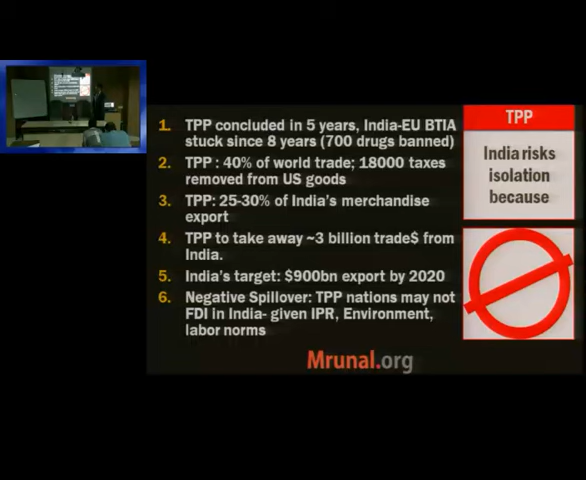 1. TPP concluded in 5 years, India-EU BTIA
stuck since 8 years (700 drugs banned)
2. TPP : 40% of world trade; 18000 taxes
removed from US goods
3. TPP: 25-30% of India's merchandise
export
4. TPP to take away ~3 billion trade$ from
India.
5. India's target: $900bn export by 2020
6. Negative Spillover: TPP nations may not
FDI in India- given IPR, Environment,
labor norms
Mrunal.org
TPP
India risks
isolation
because